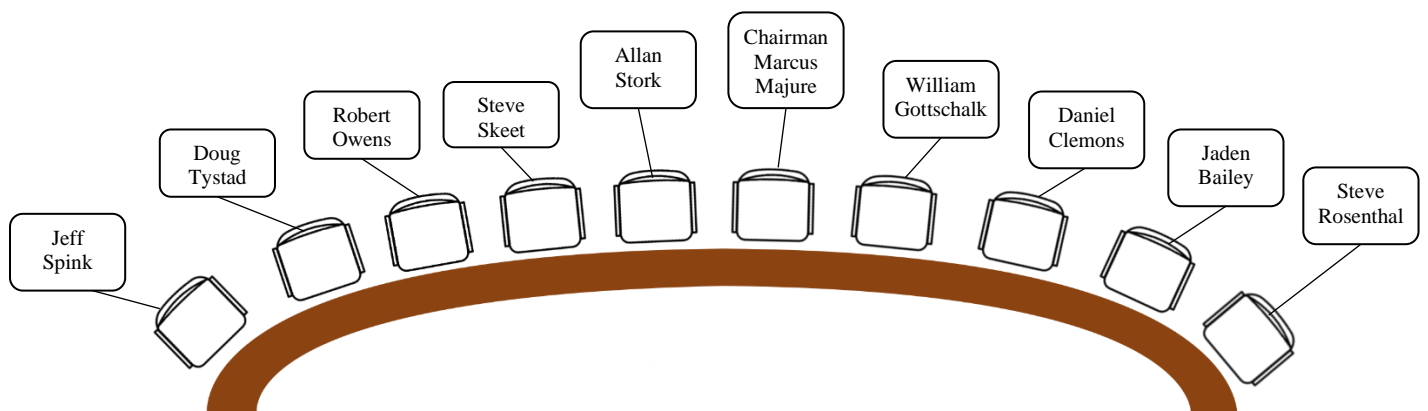 Jeff
Spink
Doug
Tystad
Robert
Owens
Steve
Skeet
Allan
Stork
Chairman
Marcus
Majure
William
Gottschalk
Daniel
Clemons
Jaden
Bailey
Steve
Rosenthal